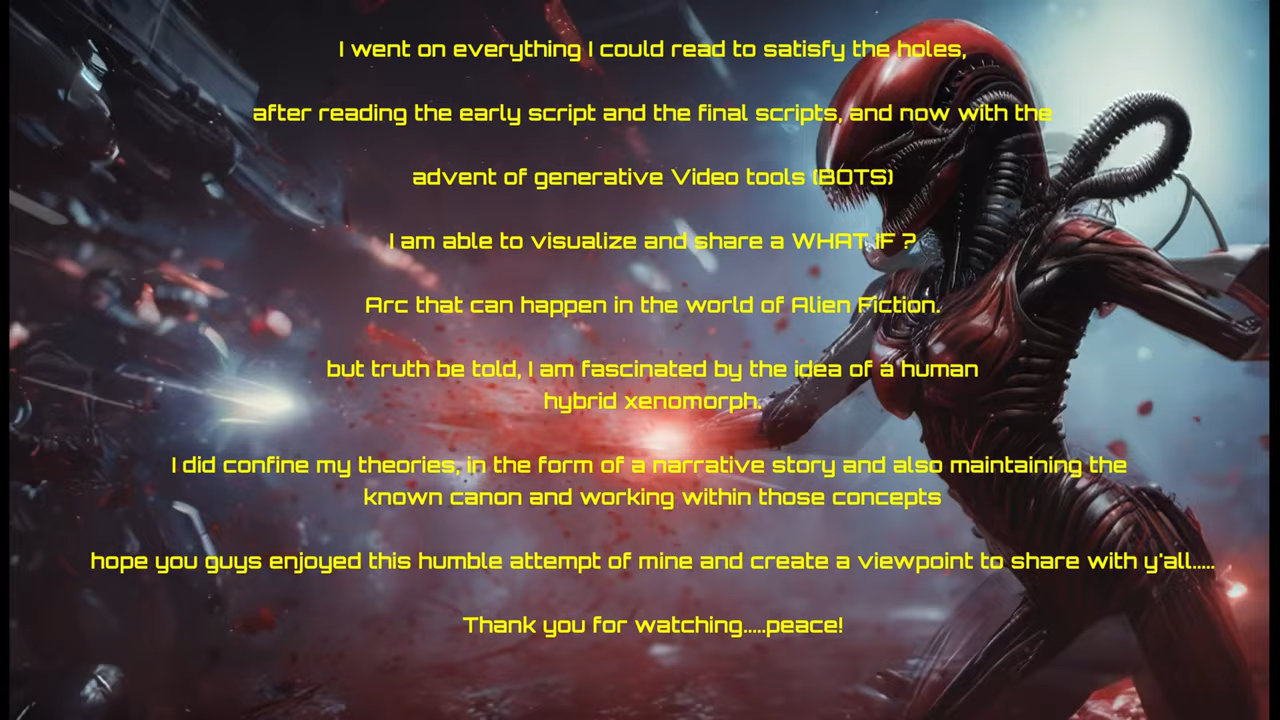 I went on everything I could read to satisfy the holes,
after reading the early script and the final scripts, and now with the
advent of generative Video tools (BOTS)
I am able to visualize and share a WHAT IF ?
Arc that can happen in the world of Alien Fiction.
but truth be told, I am fascinated by the idea of a human
hybrid xenomorph.
I did confine my theories, in the form of a narrative story and also maintaining the
known canon and working within those concepts
hope you guys enjoyed this humble attempt of mine and create a viewpoint to share with y'all.....
Thank you for watching.....peace!